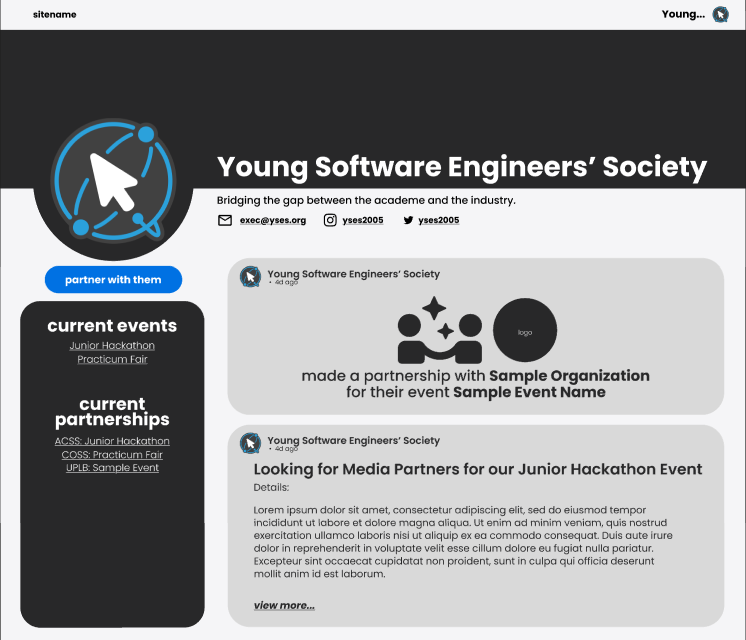 sitename
Young...
Young Software Engineers’ Society
Bridging the gap between the academe and the industry.
exec@yses.org
yses2005
yses2005
partner with them
current events
Junior Hackathon
Practicum Fair
current
partnerships
ACSS: Junior Hackathon
COSS: Practicum Fair
UPLB: Sample Event
Young Software Engineers’ Society
• 4d ago
logo
made a partnership with Sample Organization
for their event Sample Event Name
Young Software Engineers’ Society
• 4d ago
Looking for Media Partners for our Junior Hackathon Event
Details:
Lorem ipsum dolor sit amet, consectetur adipiscing elit, sed do eiusmod tempor
incididunt ut labore et dolore magna aliqua. Ut enim ad minim veniam, quis nostrud
exercitation ullamco laboris nisi ut aliquip ex ea commodo consequat. Duis aute irure
dolor in reprehenderit in voluptate velit esse cillum dolore eu fugiat nulla pariatur.
Excepteur sint occaecat cupidatat non proident, sunt in culpa qui officia deserunt
mollit anim id est laborum.
view more...